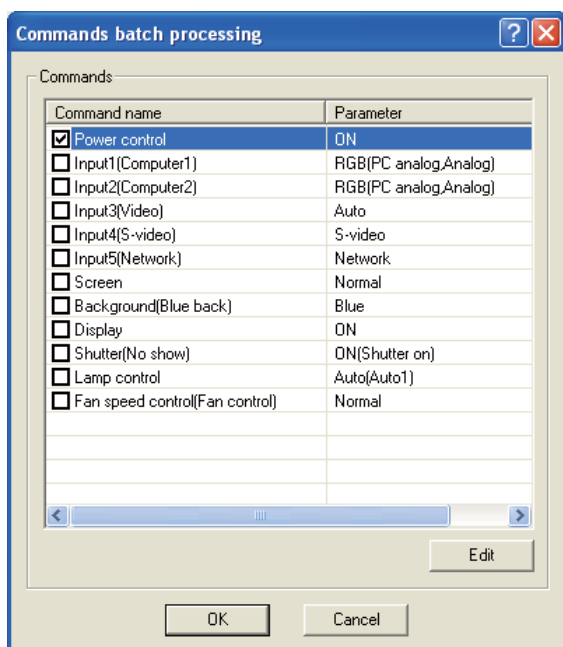 Commands batch processing
Commands
Command name Parameter
Power control ON
Input1(Computer1) RGB(PC analog,Analog)
Input2(Computer2) RGB(PC analog,Analog)
Input3(Video) Auto
Input4(S-video) S-video
Input5(Network) Network
Screen Normal
Background(Blue back) Blue
Display ON
Shutter(No show) ON(Shutter on)
Lamp control Auto(Auto1)
Fan speed control(Fan control) Normal
Edit
OK Cancel